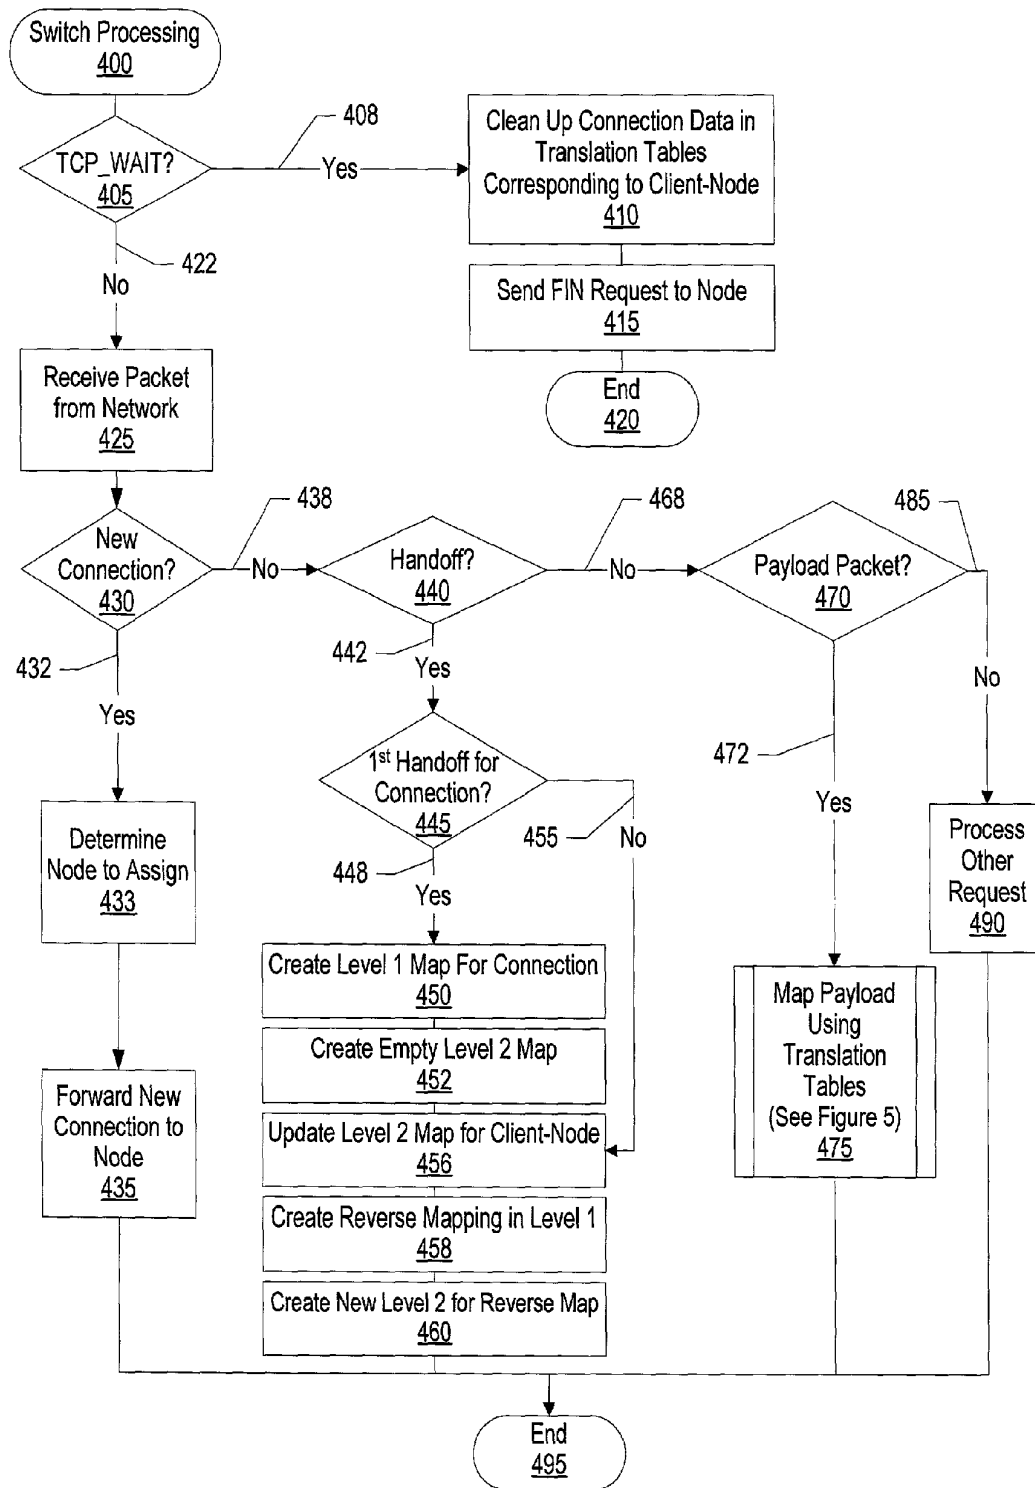 Switch Processing
400
TCP_WAIT?
405
408
Yes
Clean Up Connection Data in
Translation Tables
Corresponding to Client-Node
410
422
No
Send FIN Request to Node
415
End
420
Receive Packet
from Network
425
New
Connection?
430
438
No
Handoff?
440
468
No
Payload Packet?
470
485
No
432
Yes
442
Yes
472
Yes
1st Handoff for
Connection?
445
455
No
448
Yes
Determine
Node to Assign
433
Process
Other
Request
490
Create Level 1 Map For Connection
450
Create Empty Level 2 Map
452
Update Level 2 Map for Client-Node
456
Create Reverse Mapping in Level 1
458
Create New Level 2 for Reverse Map
460
Map Payload
Using
Translation
Tables
(See Figure 5)
475
Forward New
Connection to
Node
435
End
495